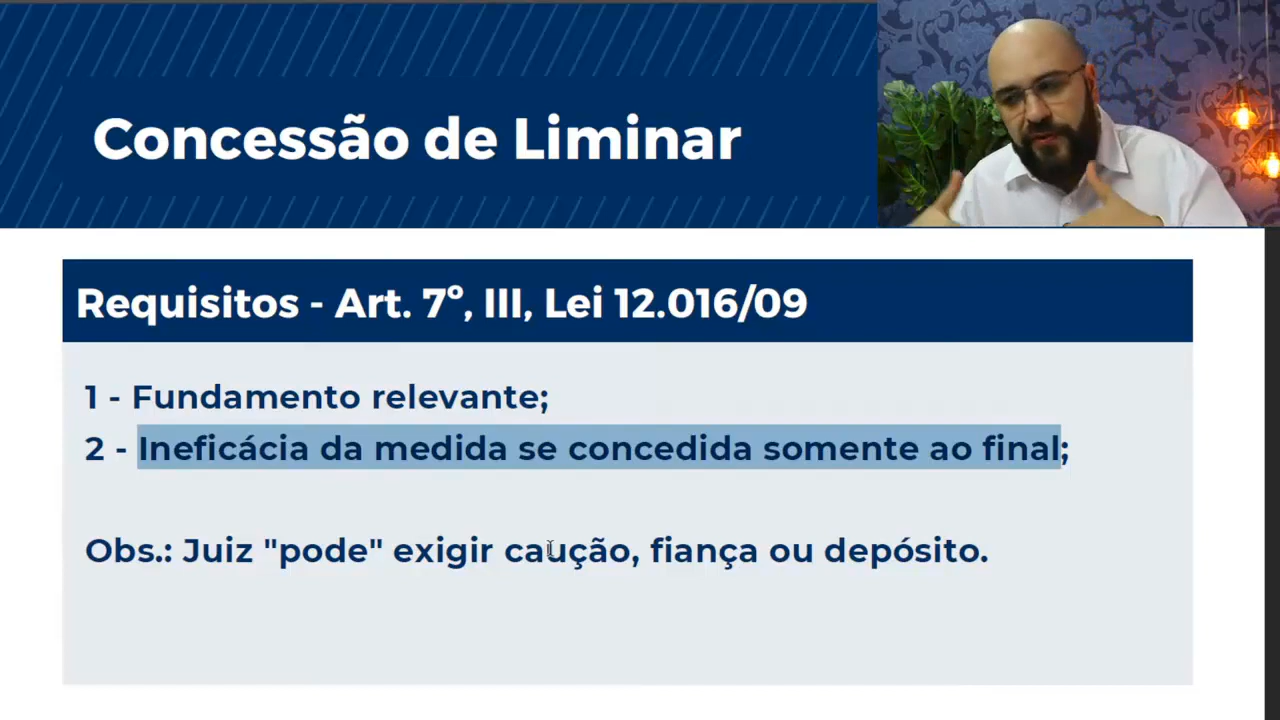 Concessão de Liminar
Requisitos - Art. 7º, III, Lei 12.016/09
1 - Fundamento relevante;
2 - Ineficácia da medida se concedida somente ao final;
Obs.: Juiz "pode" exigir caução, fiança ou depósito.